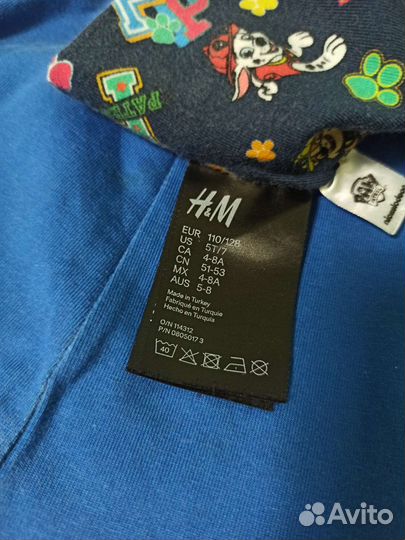 H&M
EUR 110/128
US 5T/7
CA 4-8A
CN 51-53
MX 4-8A
AUS 5-8
Made in Turkey
Fabriqué en Turquie
Hecho en Turquía
O/N 114312
P/N 0805017 3
40
Avito